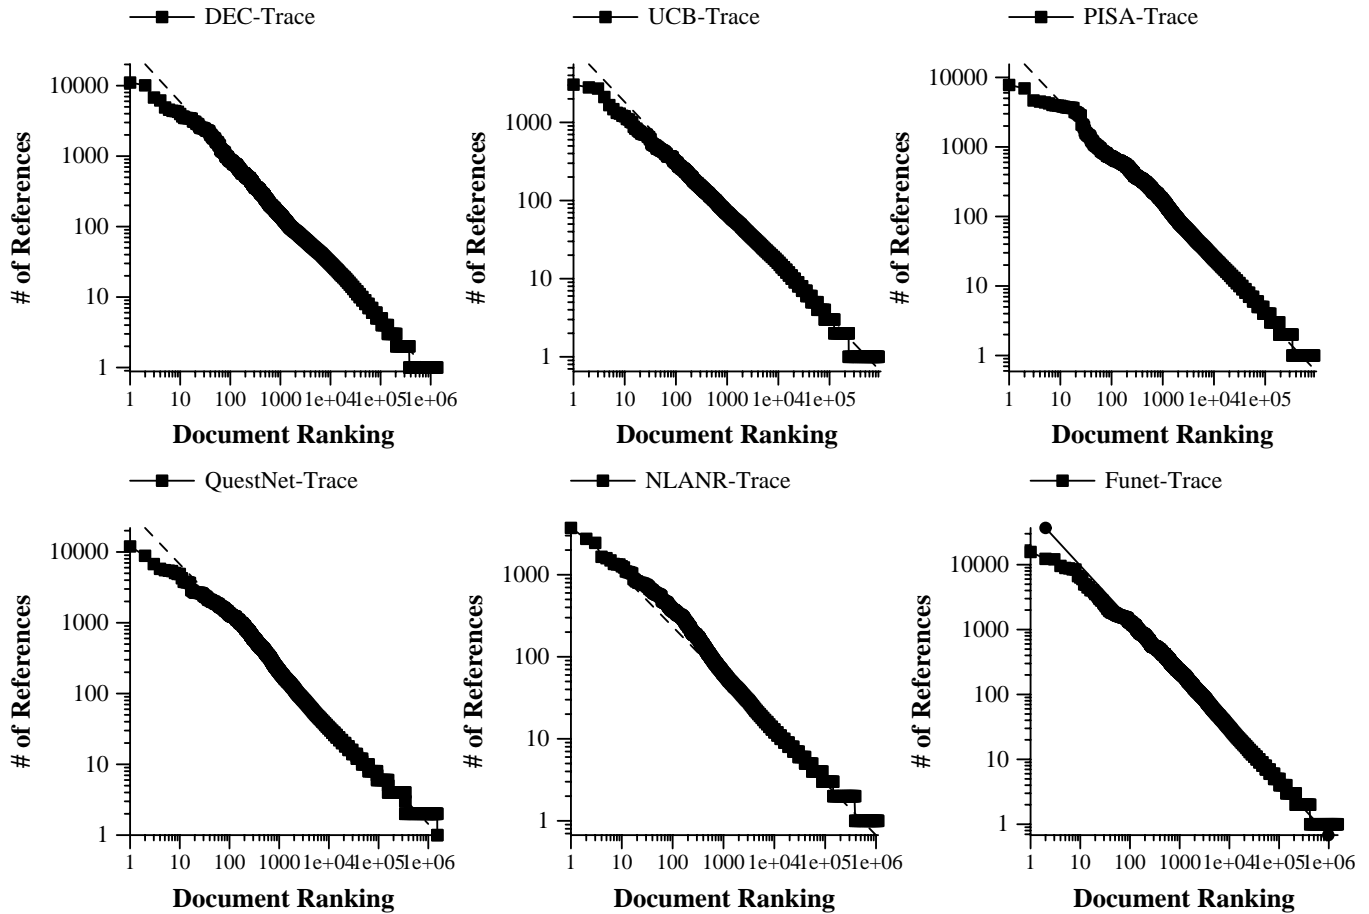 DEC-Trace
# of References
10000
1000
100
10
1
1 10 100 1000 1e+04 1e+05 1e+06
Document Ranking
UCB-Trace
# of References
1000
100
10
1
1 10 100 1000 1e+04 1e+05
Document Ranking
PISA-Trace
# of References
10000
1000
100
10
1
1 10 100 1000 1e+04 1e+05
Document Ranking
QuestNet-Trace
# of References
10000
1000
100
10
1
1 10 100 1000 1e+04 1e+05 1e+06
Document Ranking
NLANR-Trace
# of References
1000
100
10
1
1 10 100 1000 1e+04 1e+05 1e+06
Document Ranking
Funet-Trace
# of References
10000
1000
100
10
1
1 10 100 1000 1e+04 1e+05 1e+06
Document Ranking